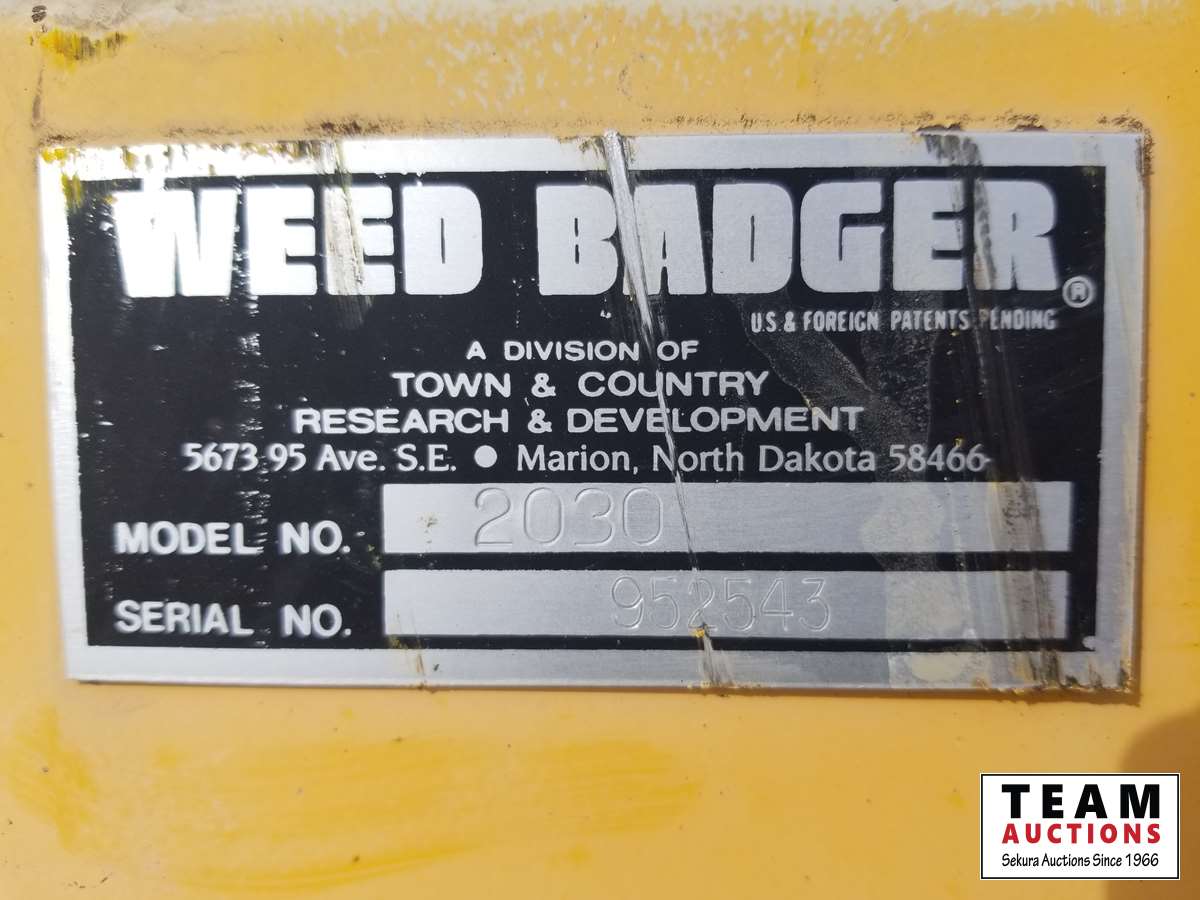 WEED BADGER ®
U.S. & FOREIGN PATENTS PENDING
A DIVISION OF
TOWN & COUNTRY
RESEARCH & DEVELOPMENT
5673 95 Ave. S.E. ● Marion, North Dakota 58466
MODEL NO. 2030
SERIAL NO. 952543
TEAM
AUCTIONS
Sekura Auctions Since 1966